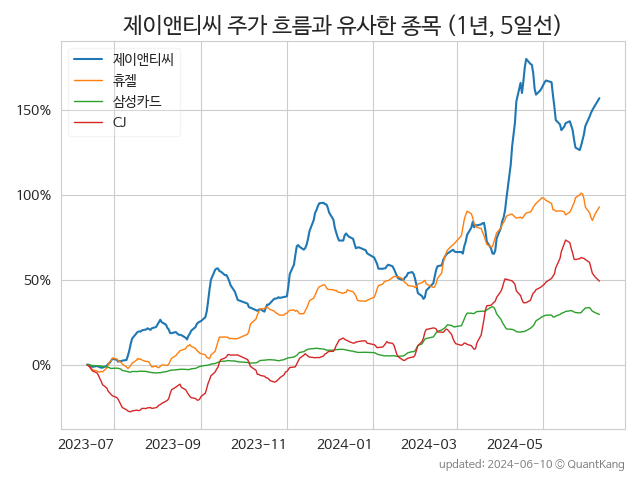 제이앤티씨 주가 흐름과 유사한 종목 (1년, 5일선)
제이앤티씨
휴젤
삼성카드
CJ
150%
100%
50%
0%
2023-07 2023-09 2023-11 2024-01 2024-03 2024-05
updated: 2024-06-10 © QuantKang